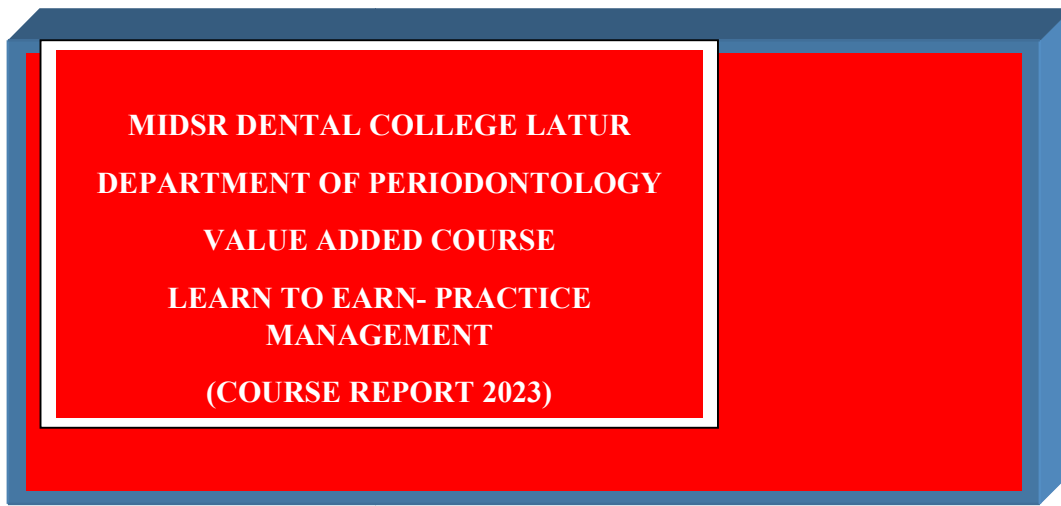 MIDSR DENTAL COLLEGE LATUR
DEPARTMENT OF PERIODONTOLOGY
VALUE ADDED COURSE
LEARN TO EARN- PRACTICE
MANAGEMENT
(COURSE REPORT 2023)